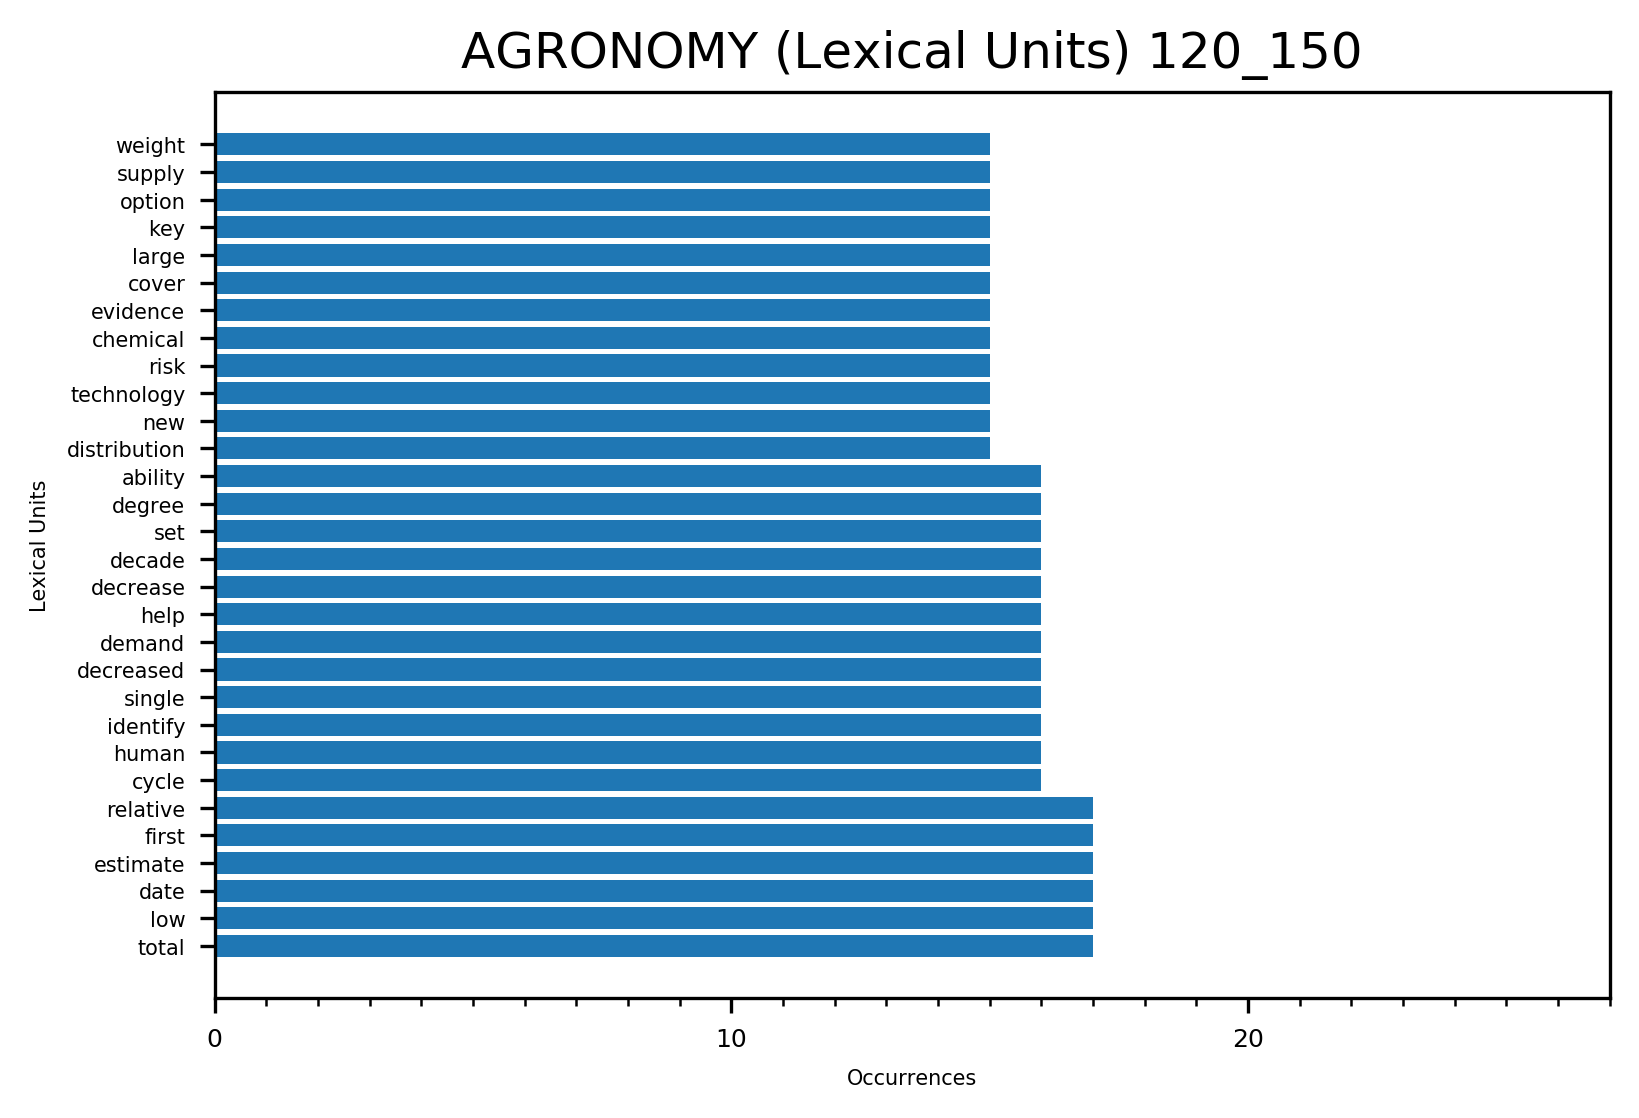 AGRONOMY (Lexical Units) 120_150
weight
supply
option
key
large
cover
evidence
chemical
risk
technology
new
distribution
ability
degree
set
decade
decrease
help
demand
decreased
single
identify
human
cycle
relative
first
estimate
date
low
total
Lexical Units
0 10 20
Occurrences